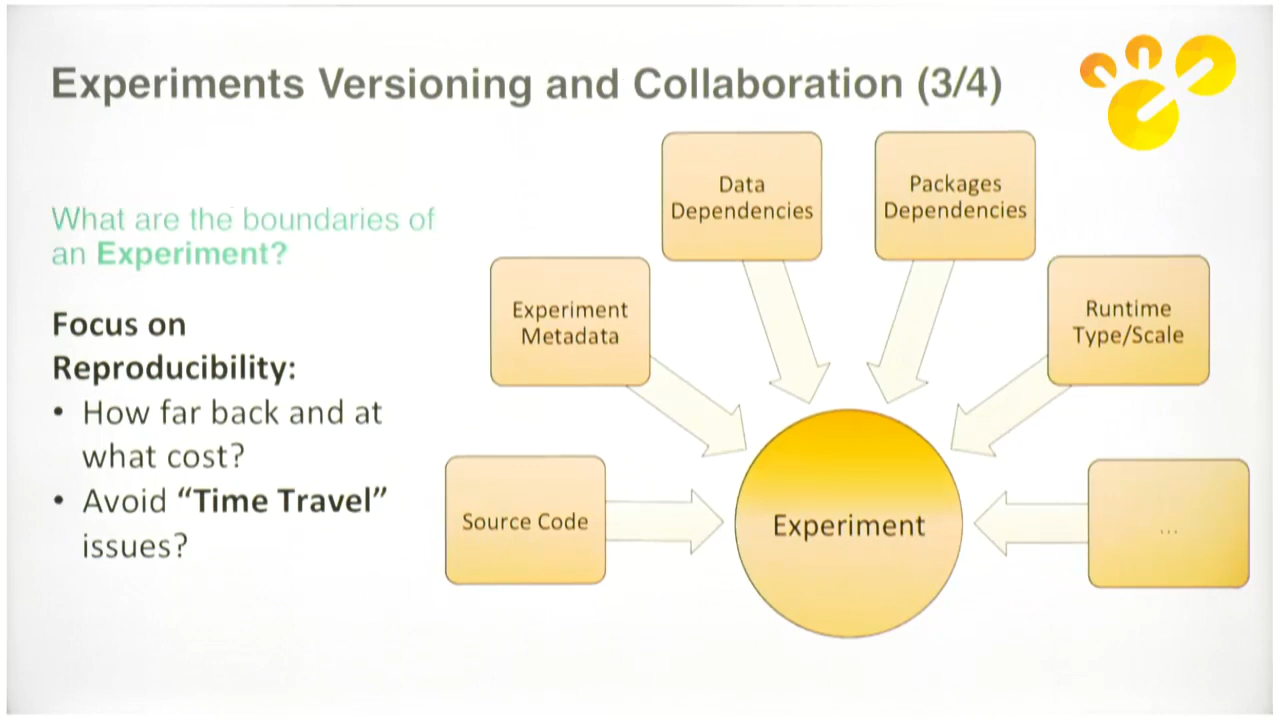 Experiments Versioning and Collaboration (3/4)
What are the boundaries of
an Experiment?
Focus on
Reproducibility:
• How far back and at
what cost?
• Avoid “Time Travel”
issues?
Data
Dependencies
Packages
Dependencies
Experiment
Metadata
Runtime
Type/Scale
Source Code
Experiment
...